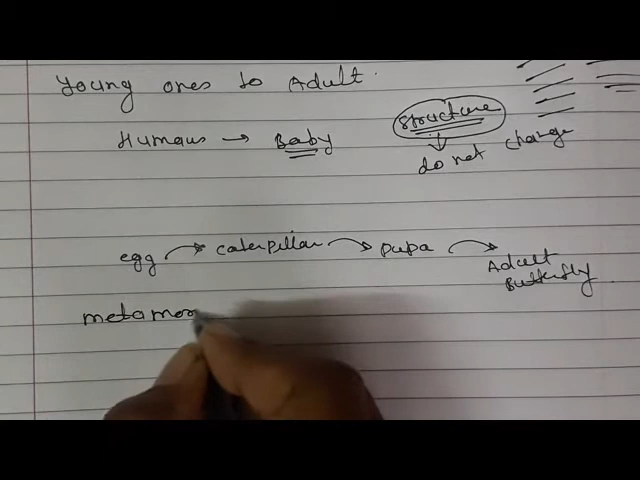 Young ones to Adult.
Humans → Baby
Structure
do not change
egg → caterpillar → pupa → Adult Butterfly
metamor